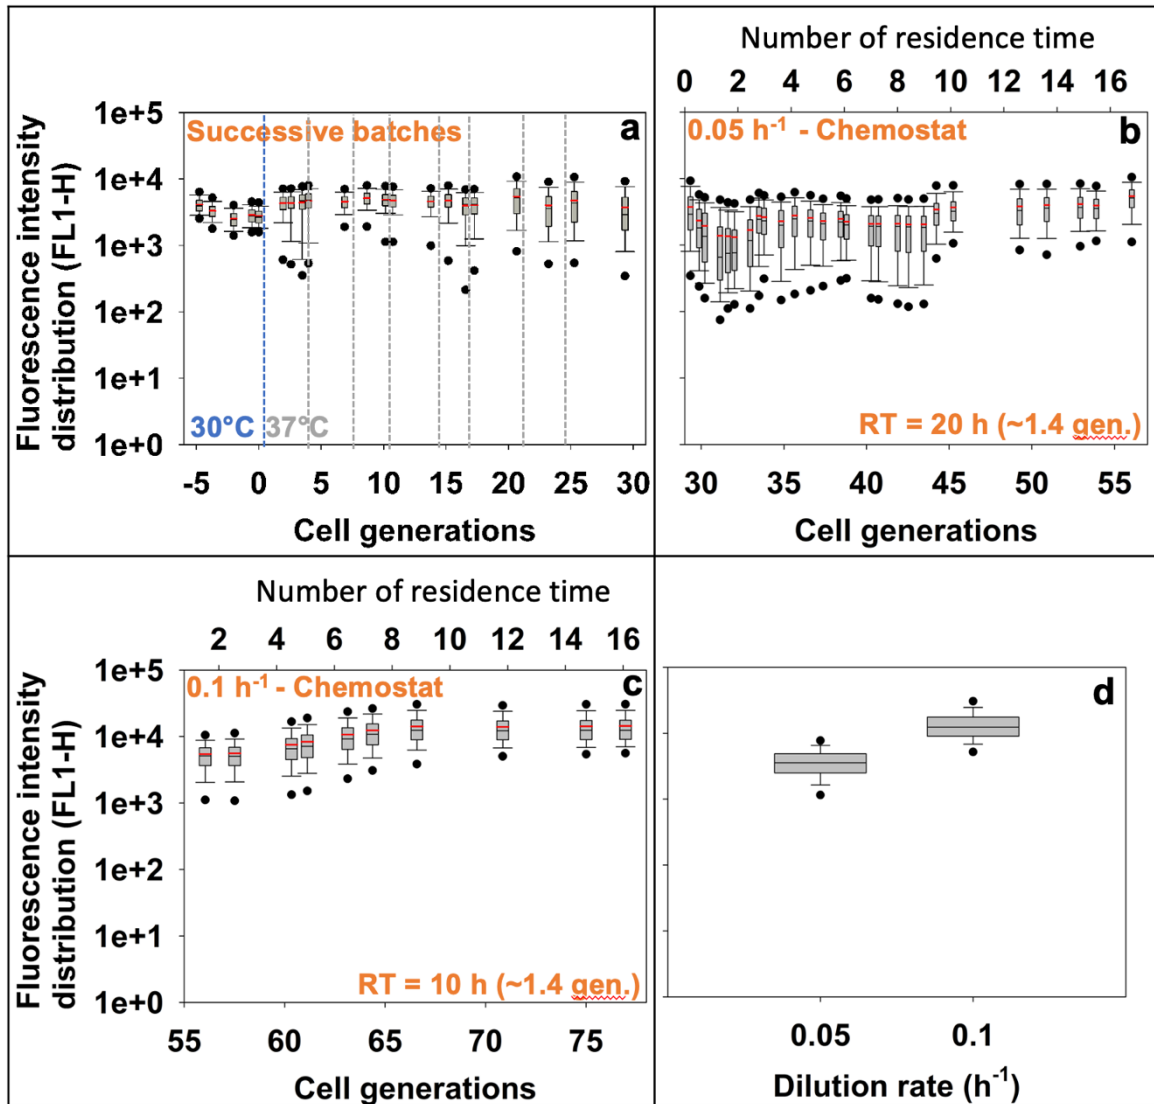 Successive batches
a
1e+5
1e+4
1e+3
1e+2
1e+1
1e+0
Fluorescence intensity
distribution (FL1-H)
30°C 37°C
-5 0 5 10 15 20 25 30
Cell generations
Number of residence time
0 2 4 6 8 10 12 14 16
0.05 h⁻¹ - Chemostat
b
RT = 20 h (~1.4 gen.)
30 35 40 45 50 55
Cell generations
Number of residence time
2 4 6 8 10 12 14 16
0.1 h⁻¹ - Chemostat
c
1e+5
1e+4
1e+3
1e+2
1e+1
1e+0
Fluorescence intensity
distribution (FL1-H)
RT = 10 h (~1.4 gen.)
55 60 65 70 75
Cell generations
d
0.05 0.1
Dilution rate (h⁻¹)